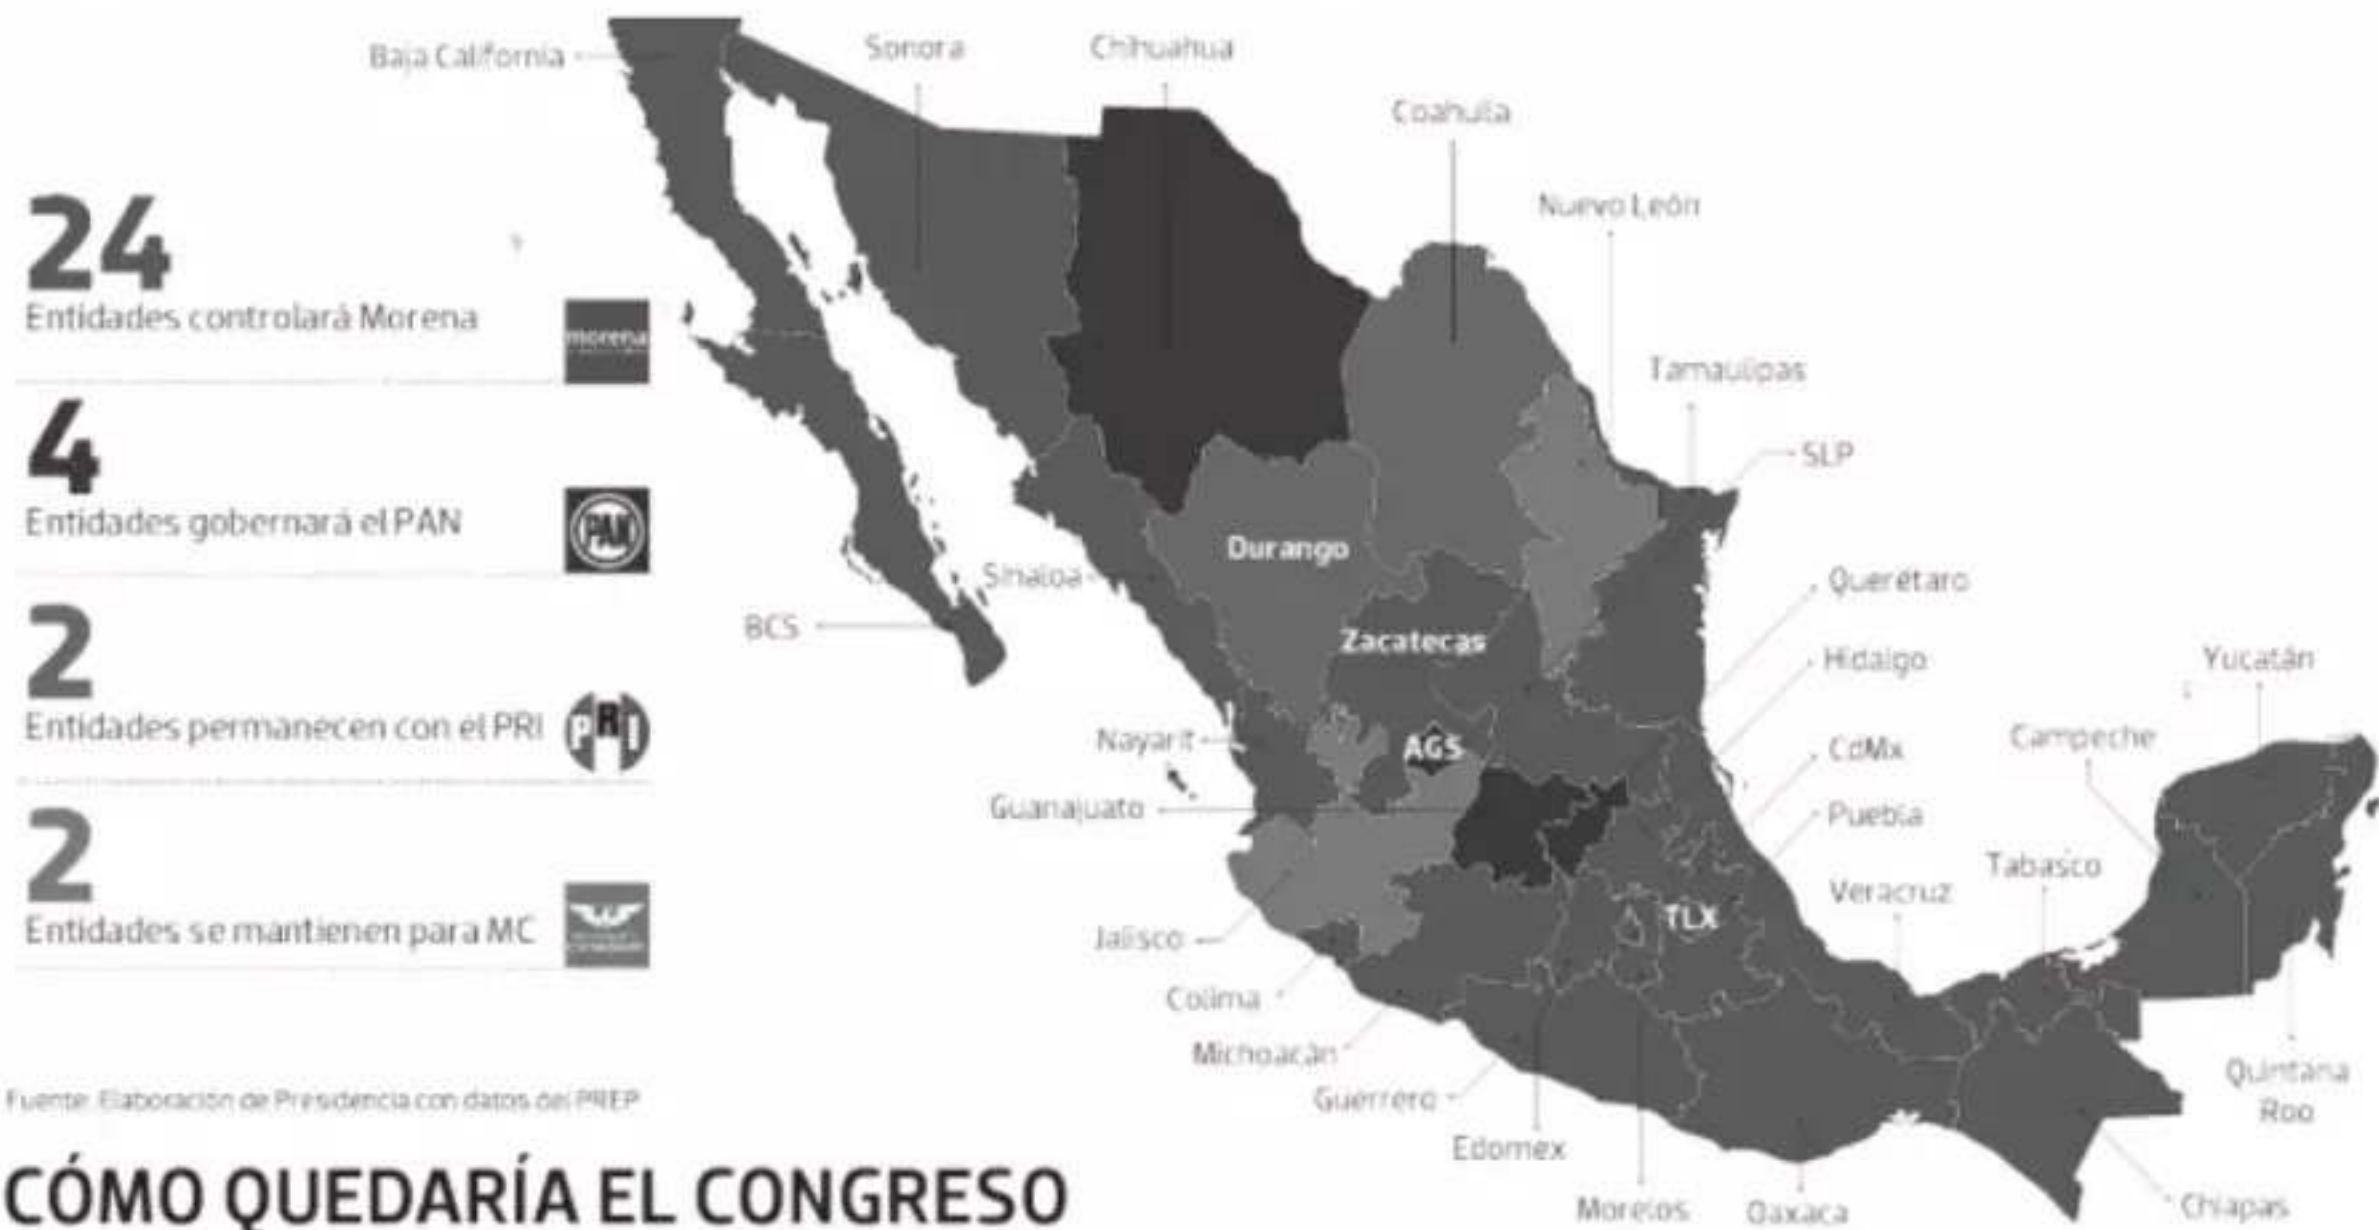 Baja California
Sonora
Chihuahua
Coahuila
Nuevo León
Tamaulipas
SLP
24
Entidades controlará Morena
morena
4
Entidades gobernará el PAN
PAN
2
Entidades permanecen con el PRI
PRI
2
Entidades se mantienen para MC
Durango
Sinaloa
BCS
Zacatecas
Querétaro
Hidalgo
Yucatán
Nayarit
AGS
CdMx
Campeche
Guanajuato
Puebla
Tabasco
Veracruz
TLX
Jalisco
Colima
Michoacán
Guerrero
Edomex
Morelos
Oaxaca
Quintana
Roo
Chiapas
Fuente: Elaboración de Presidencia con datos del PREP
CÓMO QUEDARÍA EL CONGRESO